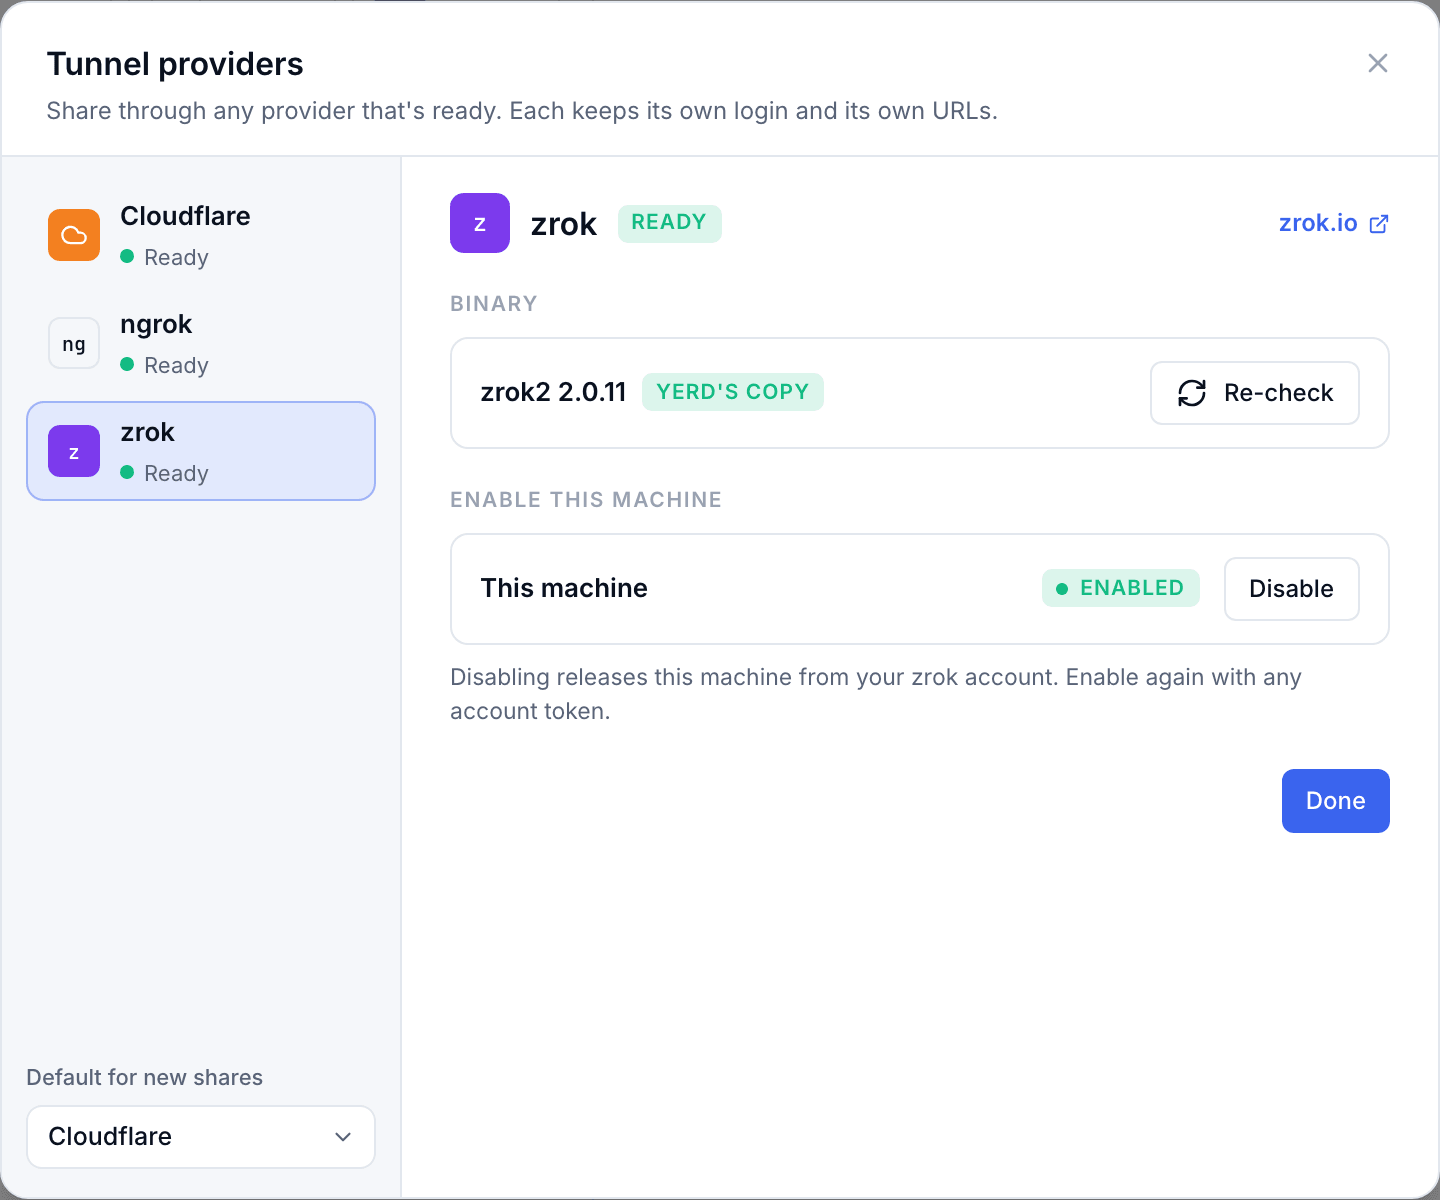 Tunnel providers
Share through any provider that's ready. Each keeps its own login and its own URLs.
Cloudflare
Ready
ng
ngrok
Ready
z
zrok
Ready
Default for new shares
Cloudflare
z
zrok
READY
zrok.io
BINARY
zrok2 2.0.11
YERD'S COPY
Re-check
ENABLE THIS MACHINE
This machine
ENABLED
Disable
Disabling releases this machine from your zrok account. Enable again with any
account token.
Done